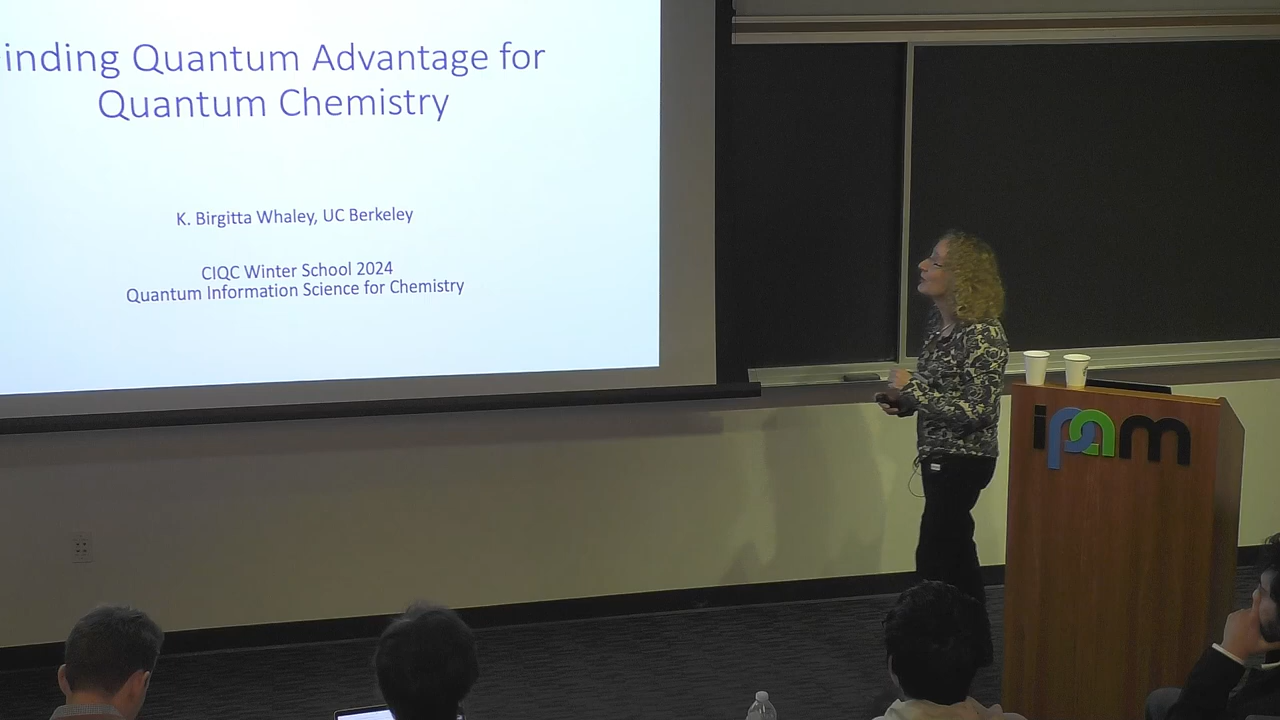 inding Quantum Advantage for
Quantum Chemistry
K. Birgitta Whaley, UC Berkeley
CIQC Winter School 2024
Quantum Information Science for Chemistry
ipam